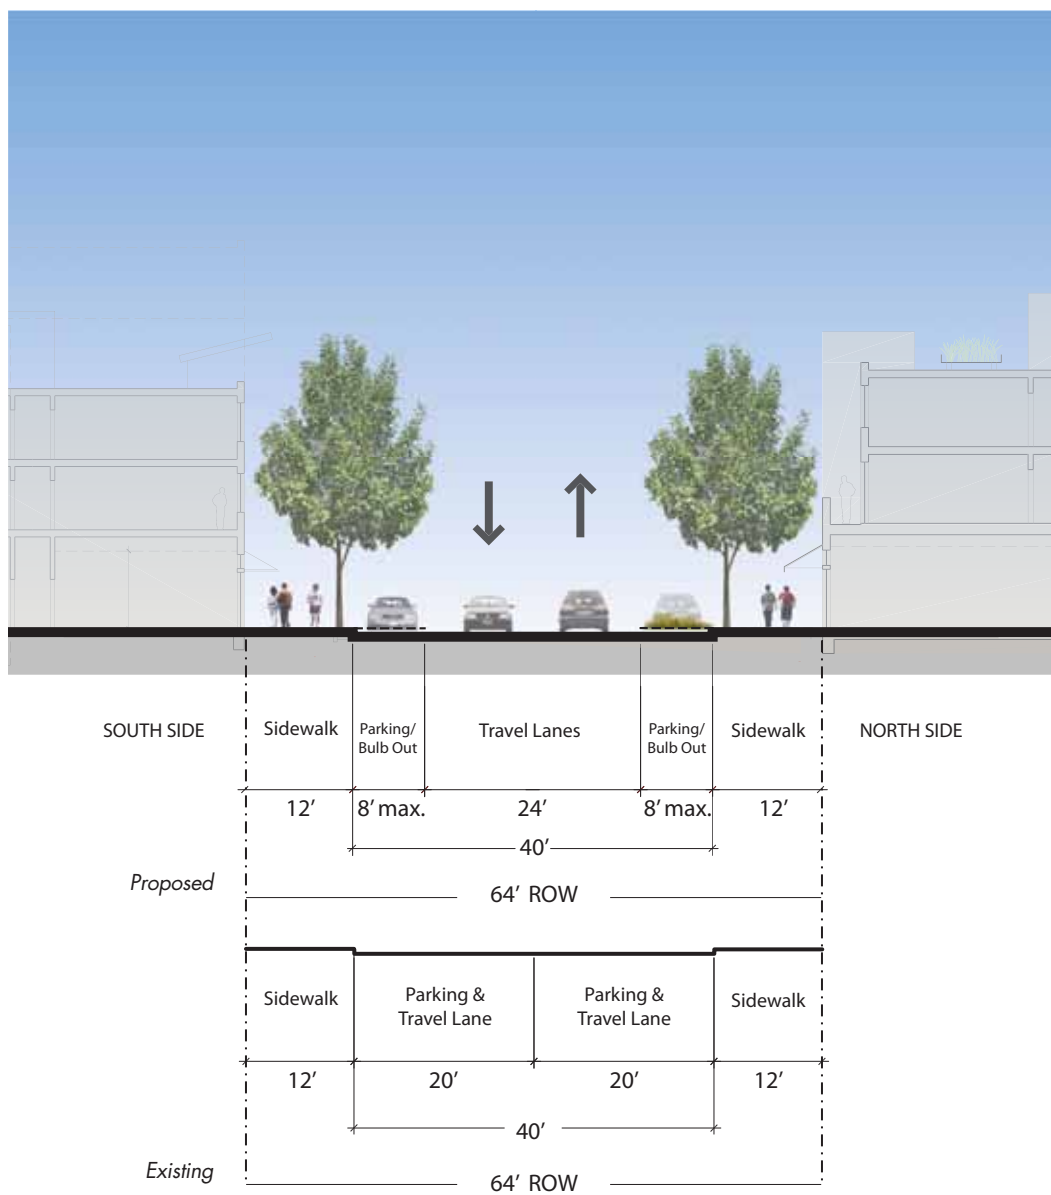 SOUTH SIDE
Sidewalk
Parking/
Bulb Out
Travel Lanes
Parking/
Bulb Out
Sidewalk
NORTH SIDE
12’
8’ max.
24’
8’ max.
12’
40’
Proposed
64’ ROW
Sidewalk
Parking &
Travel Lane
Parking &
Travel Lane
Sidewalk
12’
20’
20’
12’
40’
Existing
64’ ROW